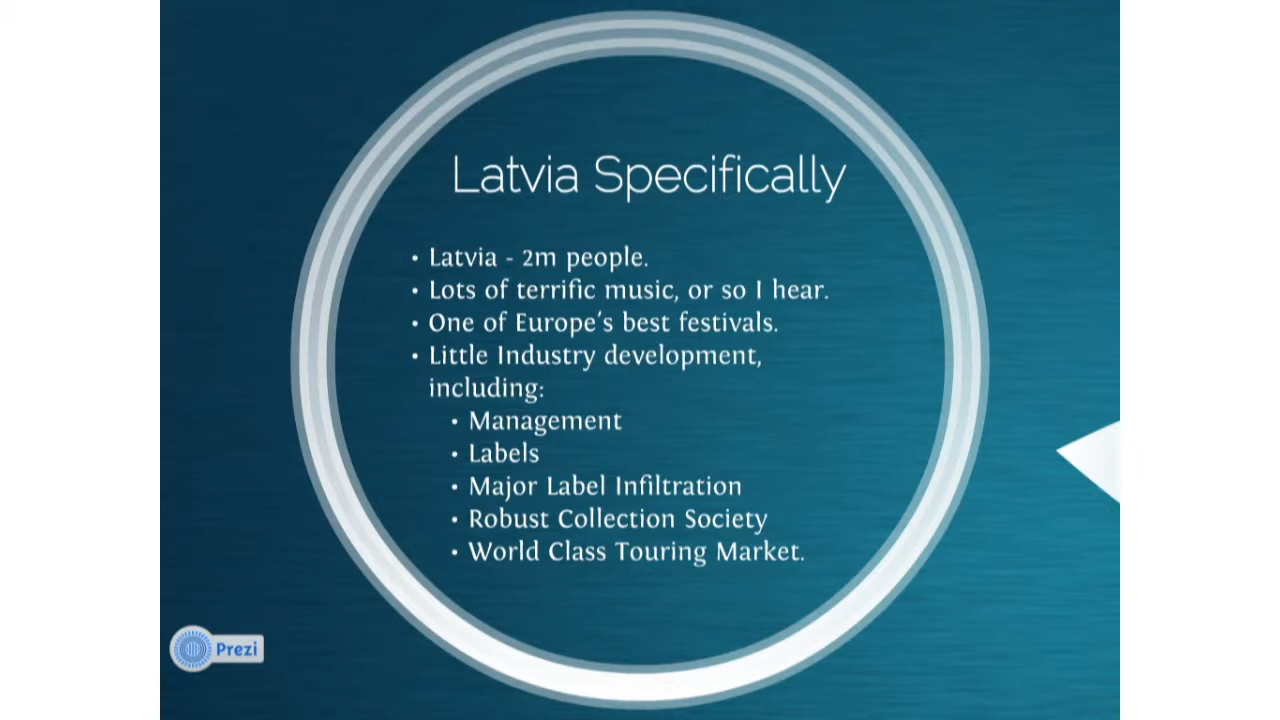 Latvia Specifically
• Latvia - 2m people.
• Lots of terrific music, or so I hear.
• One of Europe's best festivals.
• Little Industry development,
including:
• Management
• Labels
• Major Label Infiltration
• Robust Collection Society
• World Class Touring Market.
Prezi